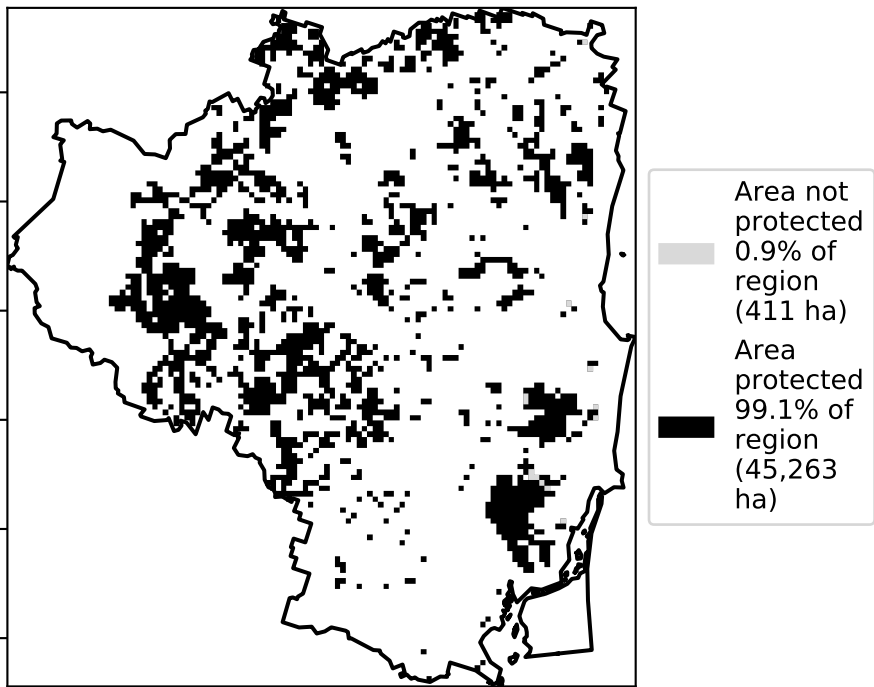 Area not
protected
0.9% of
region
(411 ha)
Area
protected
99.1% of
region
(45,263
ha)